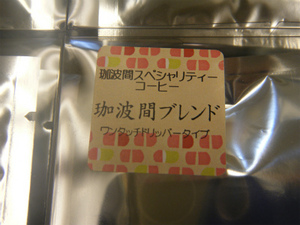 珈波間スペシャリティー
コーヒー
珈波間ブレンド
ワンタッチドリッパータイプ